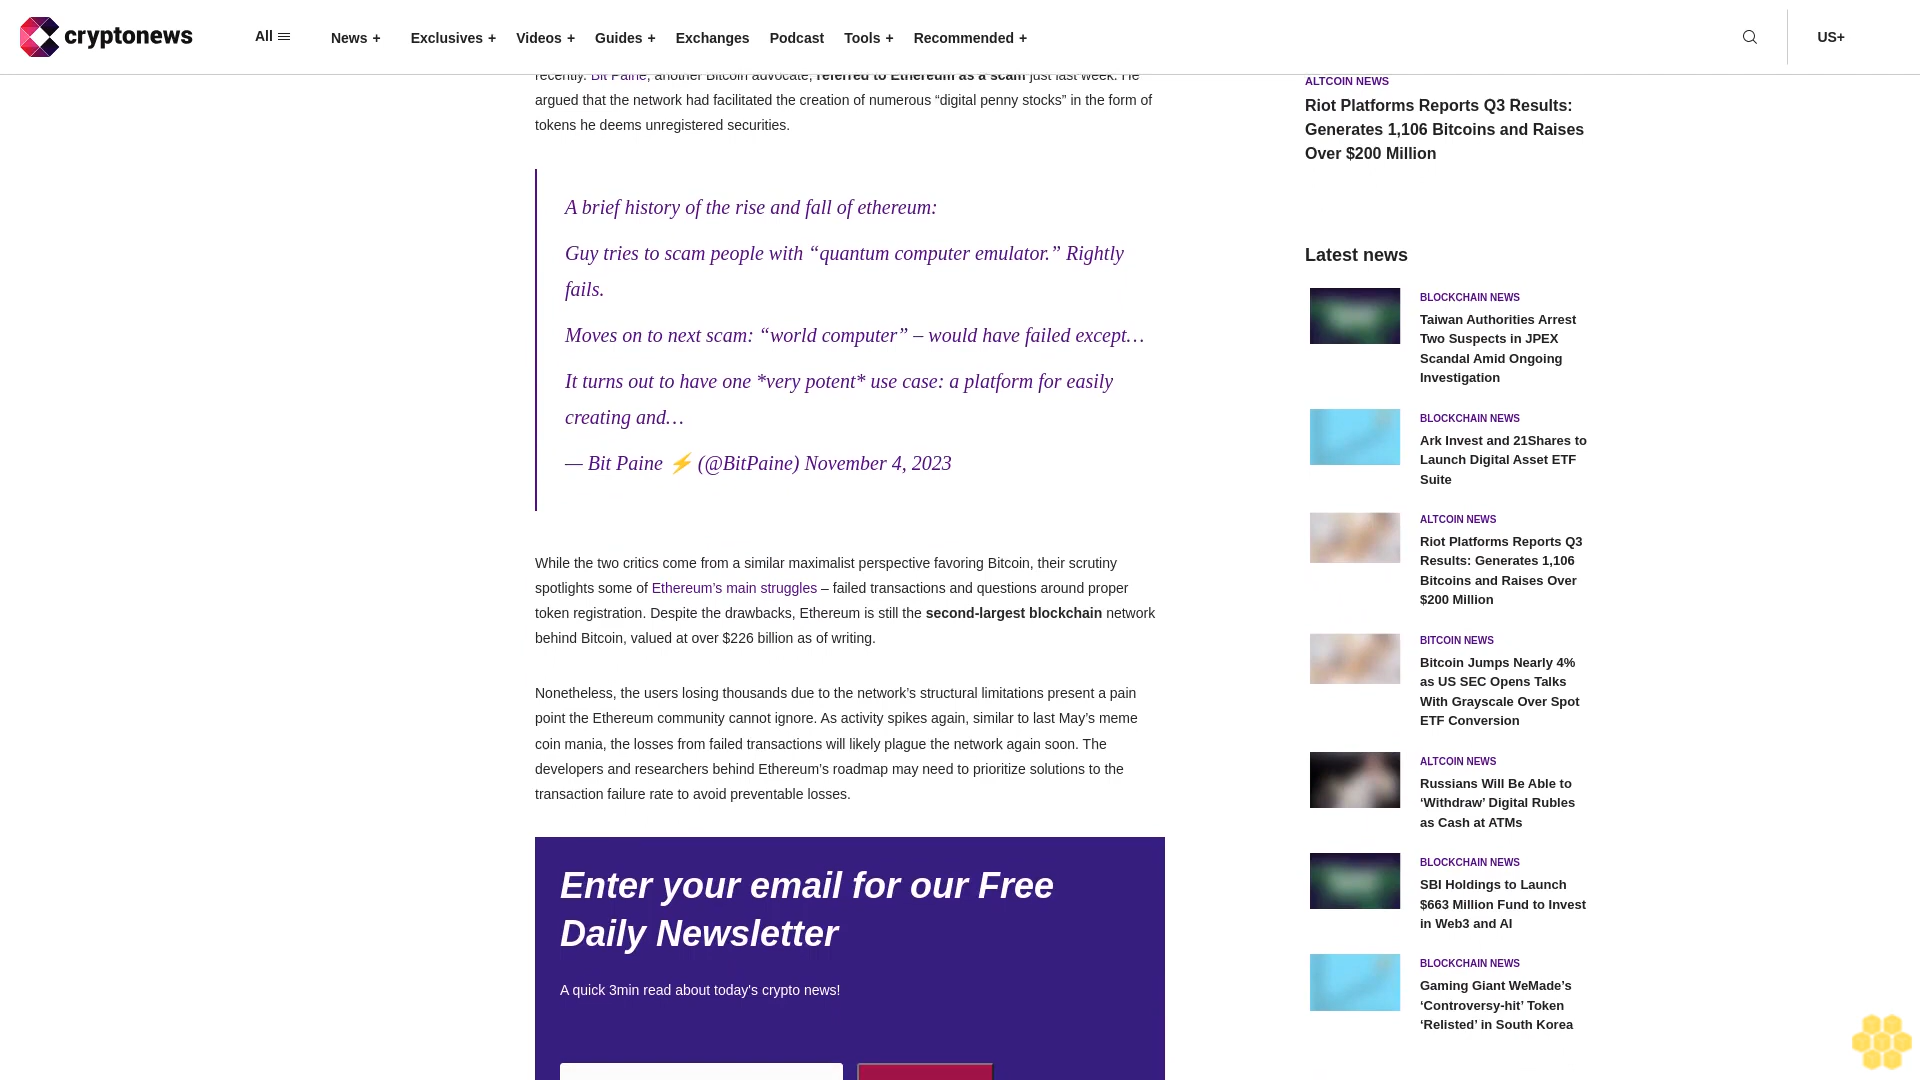 cryptonews
All
News +
Exclusives +
Videos +
Guides +
Exchanges
Podcast
Tools +
Recommended +
US+
recently. Bit Paine, another Bitcoin advocate, referred to Ethereum as a scam just last week. He
argued that the network had facilitated the creation of numerous “digital penny stocks” in the form of
tokens he deems unregistered securities.
A brief history of the rise and fall of ethereum:
Guy tries to scam people with “quantum computer emulator.” Rightly
fails.
Moves on to next scam: “world computer” – would have failed except…
It turns out to have one *very potent* use case: a platform for easily
creating and…
— Bit Paine ⚡ (@BitPaine) November 4, 2023
While the two critics come from a similar maximalist perspective favoring Bitcoin, their scrutiny
spotlights some of Ethereum’s main struggles – failed transactions and questions around proper
token registration. Despite the drawbacks, Ethereum is still the second-largest blockchain network
behind Bitcoin, valued at over $226 billion as of writing.
Nonetheless, the users losing thousands due to the network’s structural limitations present a pain
point the Ethereum community cannot ignore. As activity spikes again, similar to last May’s meme
coin mania, the losses from failed transactions will likely plague the network again soon. The
developers and researchers behind Ethereum’s roadmap may need to prioritize solutions to the
transaction failure rate to avoid preventable losses.
Enter your email for our Free
Daily Newsletter
A quick 3min read about today's crypto news!
ALTCOIN NEWS
Riot Platforms Reports Q3 Results:
Generates 1,106 Bitcoins and Raises
Over $200 Million
Latest news
BLOCKCHAIN NEWS
Taiwan Authorities Arrest
Two Suspects in JPEX
Scandal Amid Ongoing
Investigation
BLOCKCHAIN NEWS
Ark Invest and 21Shares to
Launch Digital Asset ETF
Suite
ALTCOIN NEWS
Riot Platforms Reports Q3
Results: Generates 1,106
Bitcoins and Raises Over
$200 Million
BITCOIN NEWS
Bitcoin Jumps Nearly 4%
as US SEC Opens Talks
With Grayscale Over Spot
ETF Conversion
ALTCOIN NEWS
Russians Will Be Able to
‘Withdraw’ Digital Rubles
as Cash at ATMs
BLOCKCHAIN NEWS
SBI Holdings to Launch
$663 Million Fund to Invest
in Web3 and AI
BLOCKCHAIN NEWS
Gaming Giant WeMade’s
‘Controversy-hit’ Token
‘Relisted’ in South Korea